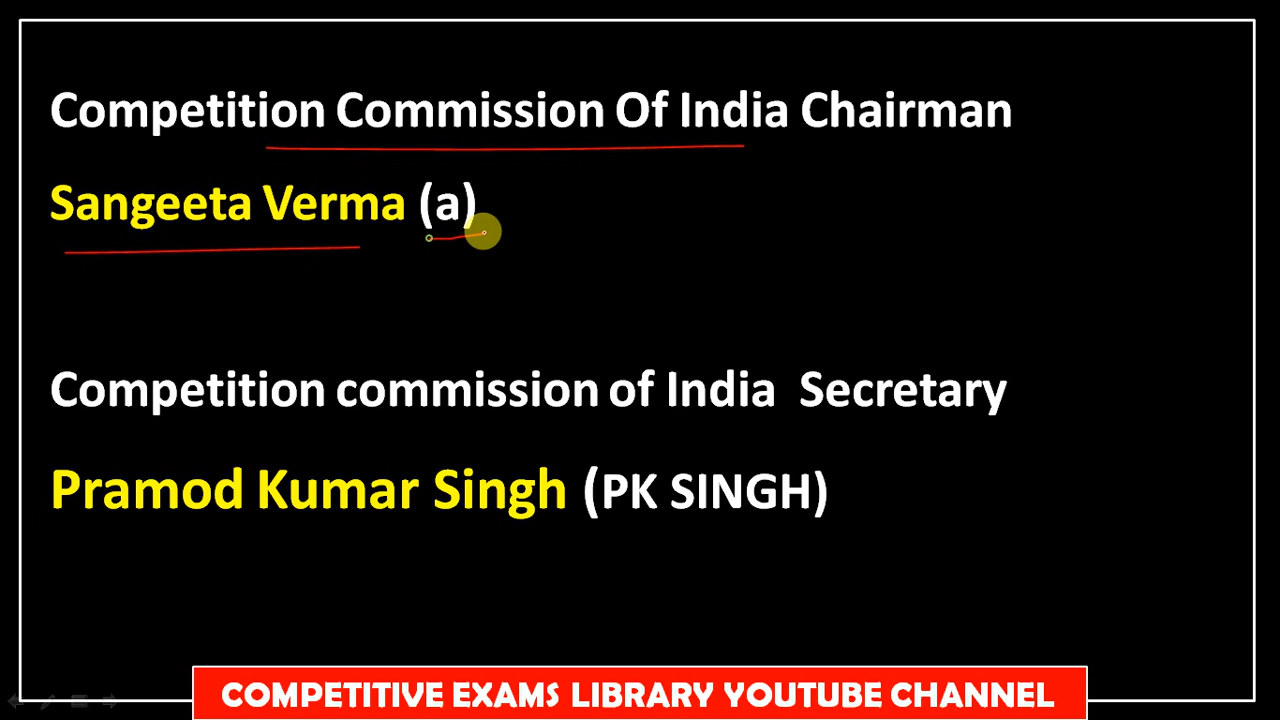 Competition Commission Of India Chairman
Sangeeta Verma (a)
Competition commission of India Secretary
Pramod Kumar Singh (PK SINGH)
COMPETITIVE EXAMS LIBRARY YOUTUBE CHANNEL